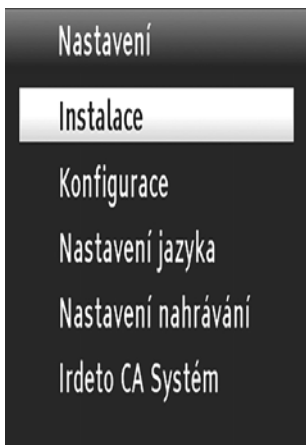 Nastavení
Instalace
Konfigurace
Nastavení jazyka
Nastavení nahrávání
Irdeto CA Systém